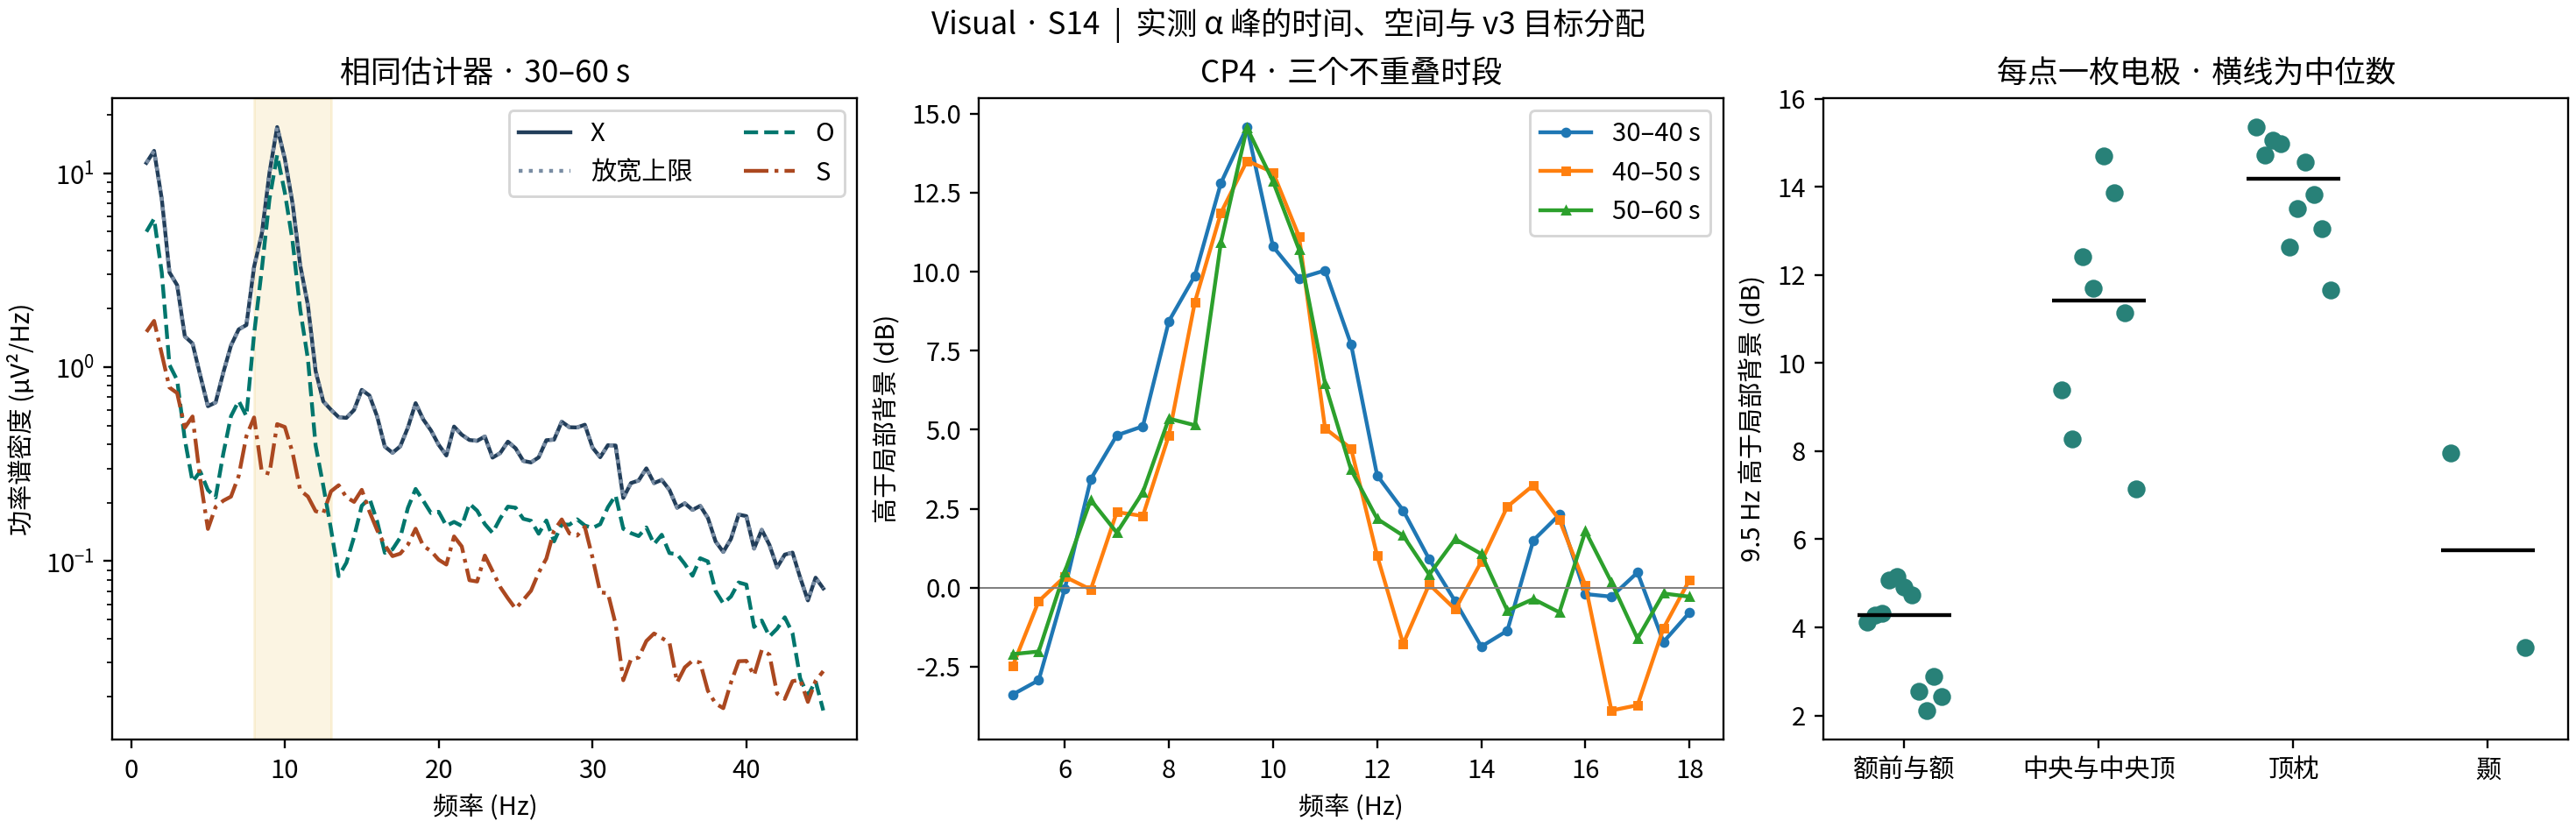 Visual · S14 | 实测 α 峰的时间、空间与 v3 目标分配
相同估计器 · 30–60 s
功率谱密度 (μV²/Hz)
10¹
10⁰
10⁻¹
X
放宽上限
O
S
0 10 20 30 40
频率 (Hz)
CP4 · 三个不重叠时段
高于局部背景 (dB)
15.0
12.5
10.0
7.5
5.0
2.5
0.0
-2.5
30–40 s
40–50 s
50–60 s
6 8 10 12 14 16 18
频率 (Hz)
每点一枚电极 · 横线为中位数
9.5 Hz 高于局部背景 (dB)
16
14
12
10
8
6
4
2
额前与额 中央与中央顶 顶枕 颞